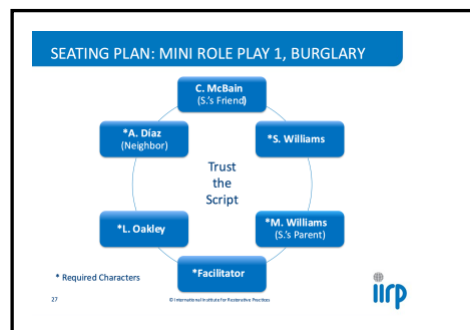 SEATING PLAN: MINI ROLE PLAY 1, BURGLARY
C. McBain
(S.'s Friend)
*A. Díaz
(Neighbor)
*S. Williams
Trust
the
Script
*L. Oakley
*M. Williams
(S.'s Parent)
*Facilitator
* Required Characters
27
© International Institute for Restorative Practices
iirp